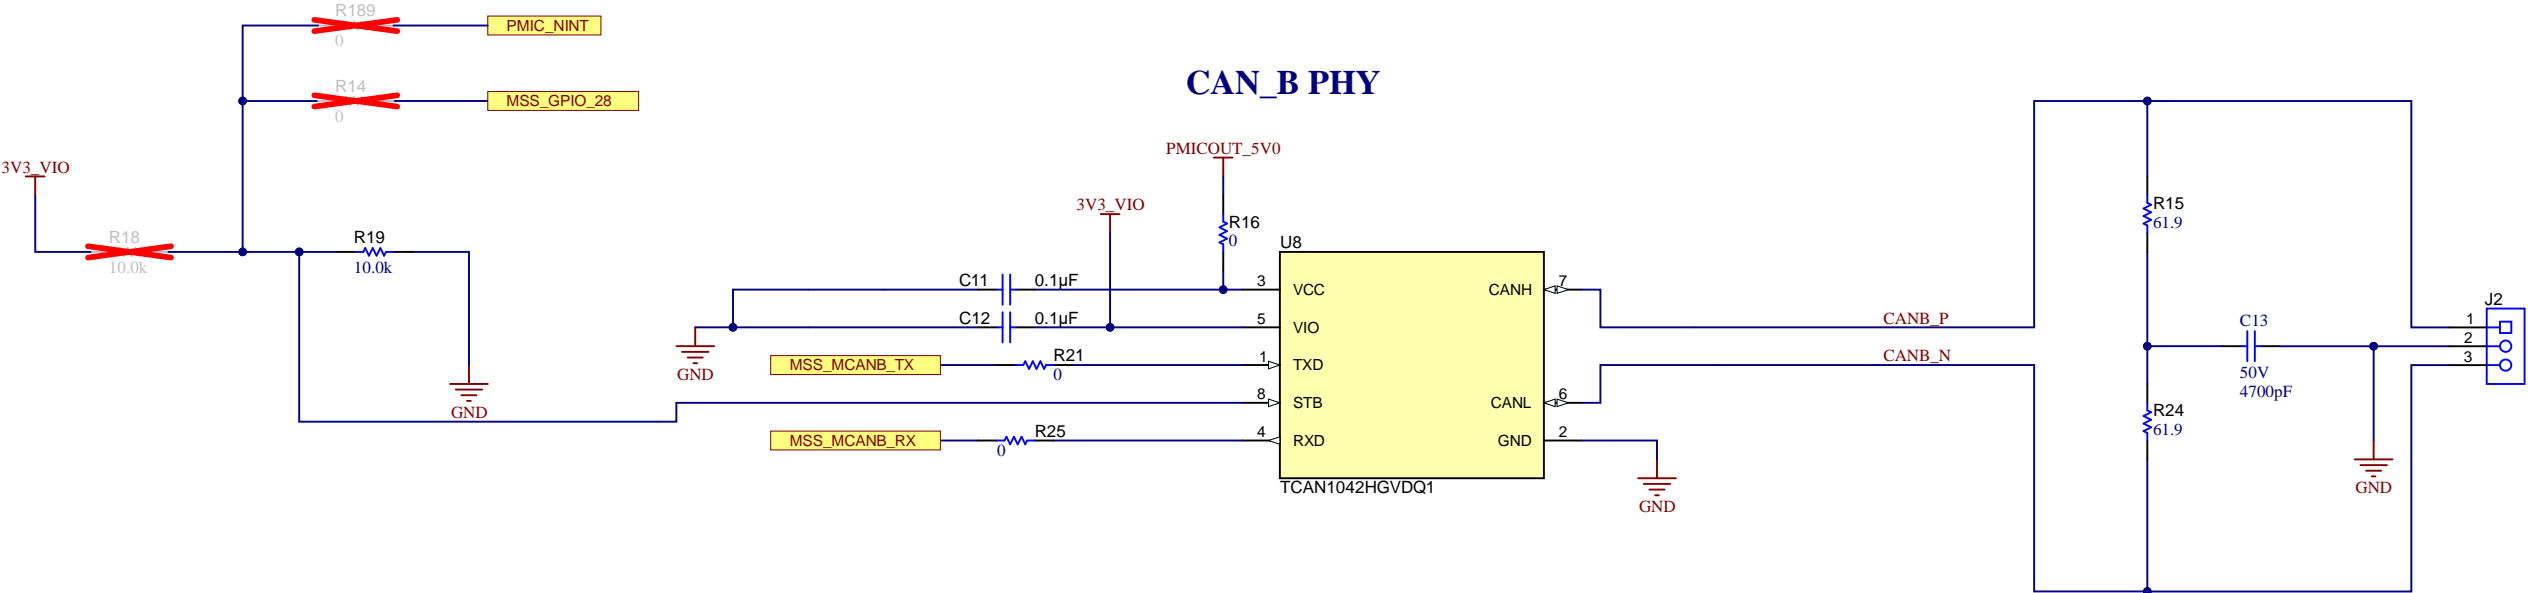 R189
PMIC_NINT
0
R14
MSS_GPIO_28
0
CAN_B PHY
3V3_VIO
R18
10.0k
R19
10.0k
GND
PMICOUT_5V0
3V3_VIO
R16
0
U8
C11
0.1µF
3
VCC
CANH
7
C12
0.1µF
5
VIO
GND
MSS_MCANB_TX
R21
0
1
TXD
8
STB
CANL
6
MSS_MCANB_RX
R25
0
4
RXD
GND
2
TCAN1042HGVDQ1
GND
CANB_P
CANB_N
R15
61.9
C13
50V
4700pF
R24
61.9
GND
J2
1
2
3